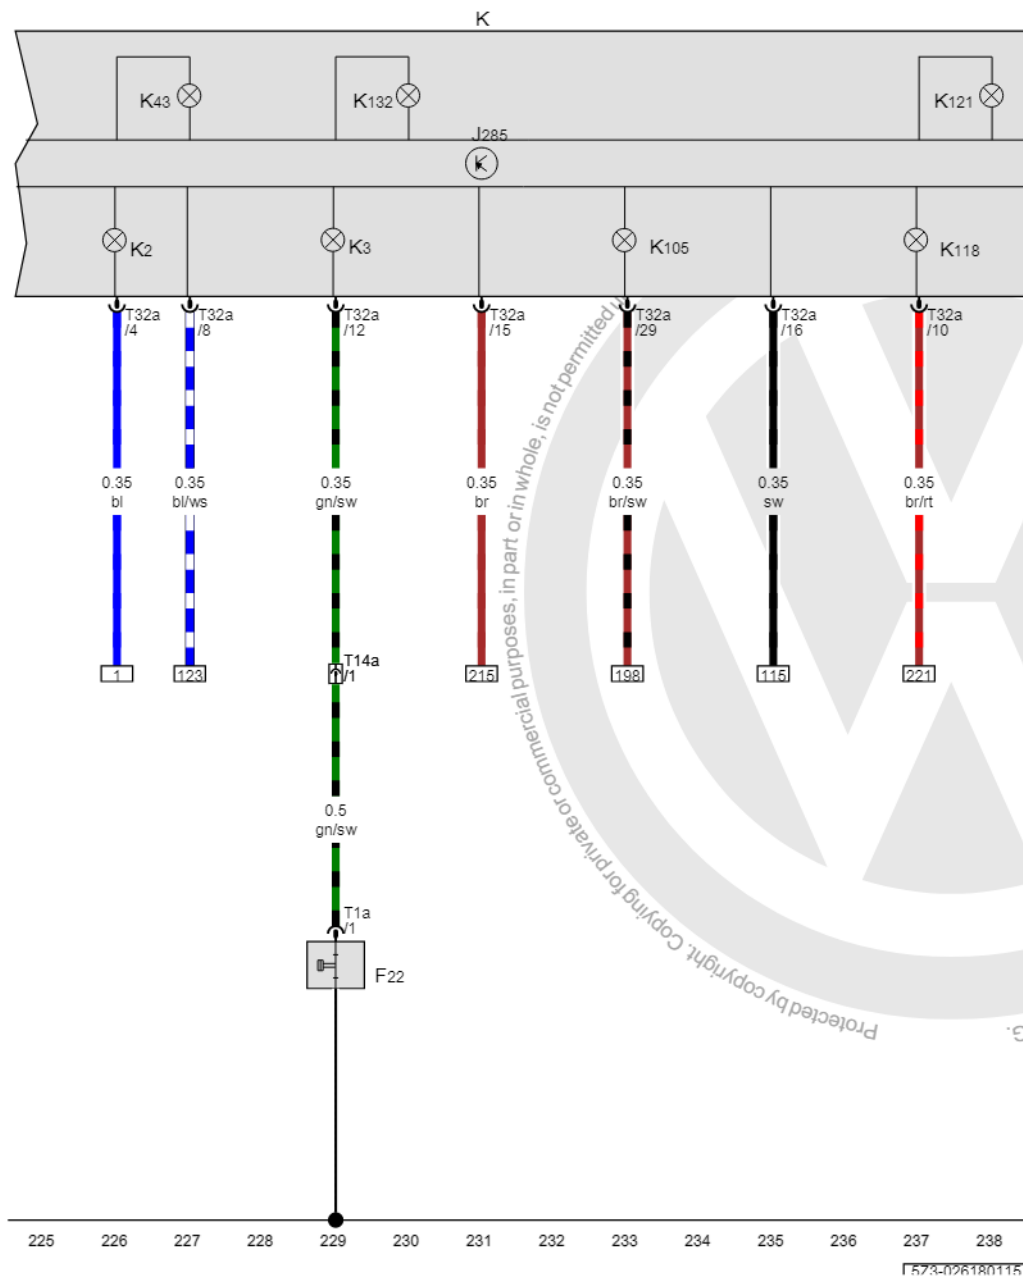 K
K43
K132
K121
J285
K2
K3
K105
K118
T32a
/4
T32a
/8
T32a
/12
T32a
/15
T32a
/29
T32a
/16
T32a
/10
0.35
bl
0.35
bl/ws
0.35
gn/sw
0.35
br
0.35
br/sw
0.35
sw
0.35
br/rt
T14a
/1
1
123
215
198
115
221
0.5
gn/sw
T1a
/1
F22
Protected by copyright. Copying for private or commercial purposes, in part or in whole, is not permitted
225 226 227 228 229 230 231 232 233 234 235 236 237 238
573-026180115